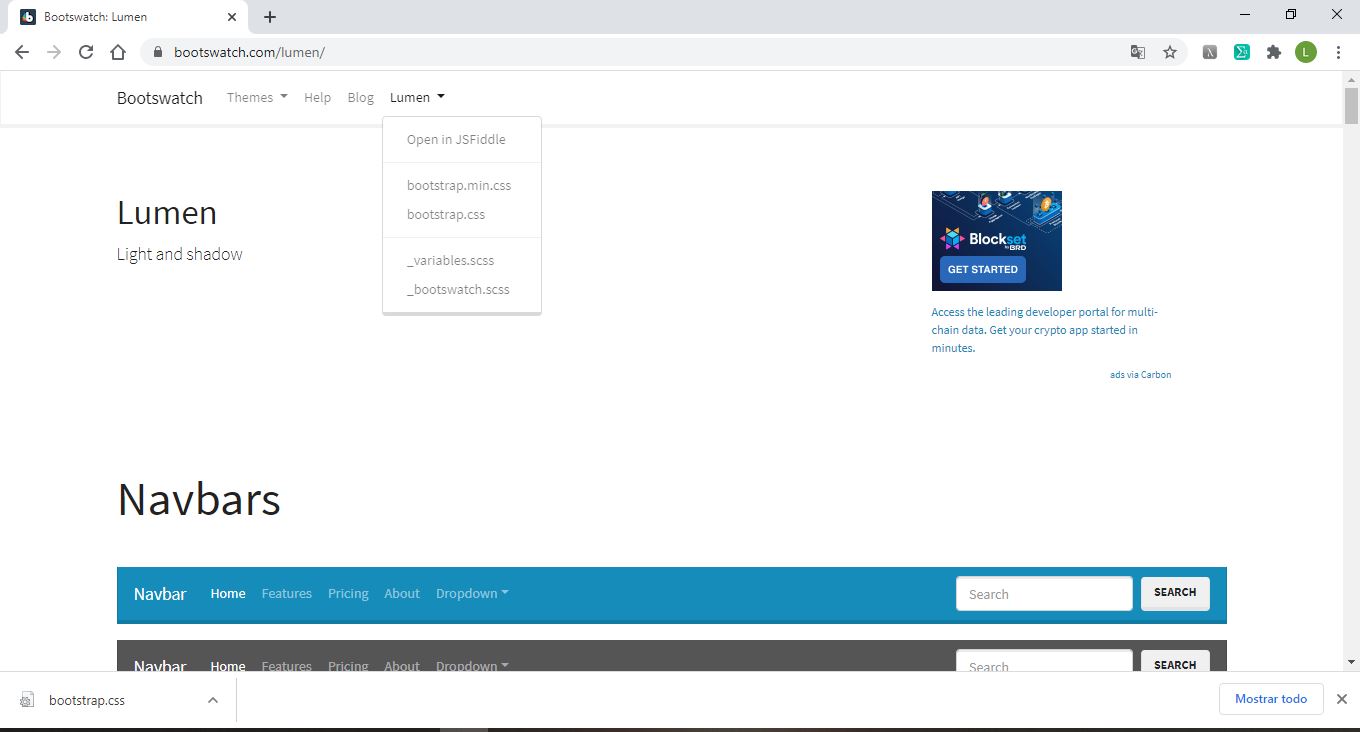 Bootswatch: Lumen
bootswatch.com/lumen/
L
Bootswatch Themes Help Blog Lumen
Open in JSFiddle
bootstrap.min.css
bootstrap.css
_variables.scss
_bootswatch.scss
Lumen
Light and shadow
Blockset
by BRD
GET STARTED
Access the leading developer portal for multi-
chain data. Get your crypto app started in
minutes.
ads via Carbon
Navbars
Navbar Home Features Pricing About Dropdown Search SEARCH
Navbar Home Features Pricing About Dropdown Search SEARCH
bootstrap.css
Mostrar todo